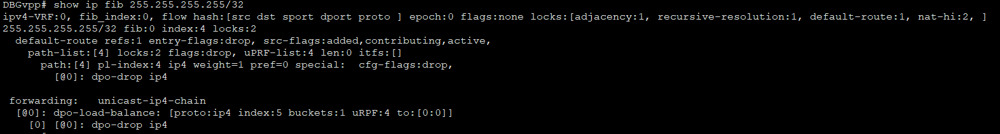 DBGvpp# show ip fib 255.255.255.255/32
ipv4-VRF:0, fib_index:0, flow hash:[src dst sport dport proto ] epoch:0 flags:none locks:[adjacency:1, recursive-resolution:1, default-route:1, nat-hi:2, ]
255.255.255.255/32 fib:0 index:4 locks:2
default-route refs:1 entry-flags:drop, src-flags:added,contributing,active,
path-list:[4] locks:2 flags:drop, uPRF-list:4 len:0 itfs:[]
path:[4] pl-index:4 ip4 weight=1 pref=0 special:  cfg-flags:drop,
[@0]: dpo-drop ip4
forwarding:   unicast-ip4-chain
[@0]: dpo-load-balance: [proto:ip4 index:5 buckets:1 uRPF:4 to:[0:0]]
[0] [@0]: dpo-drop ip4